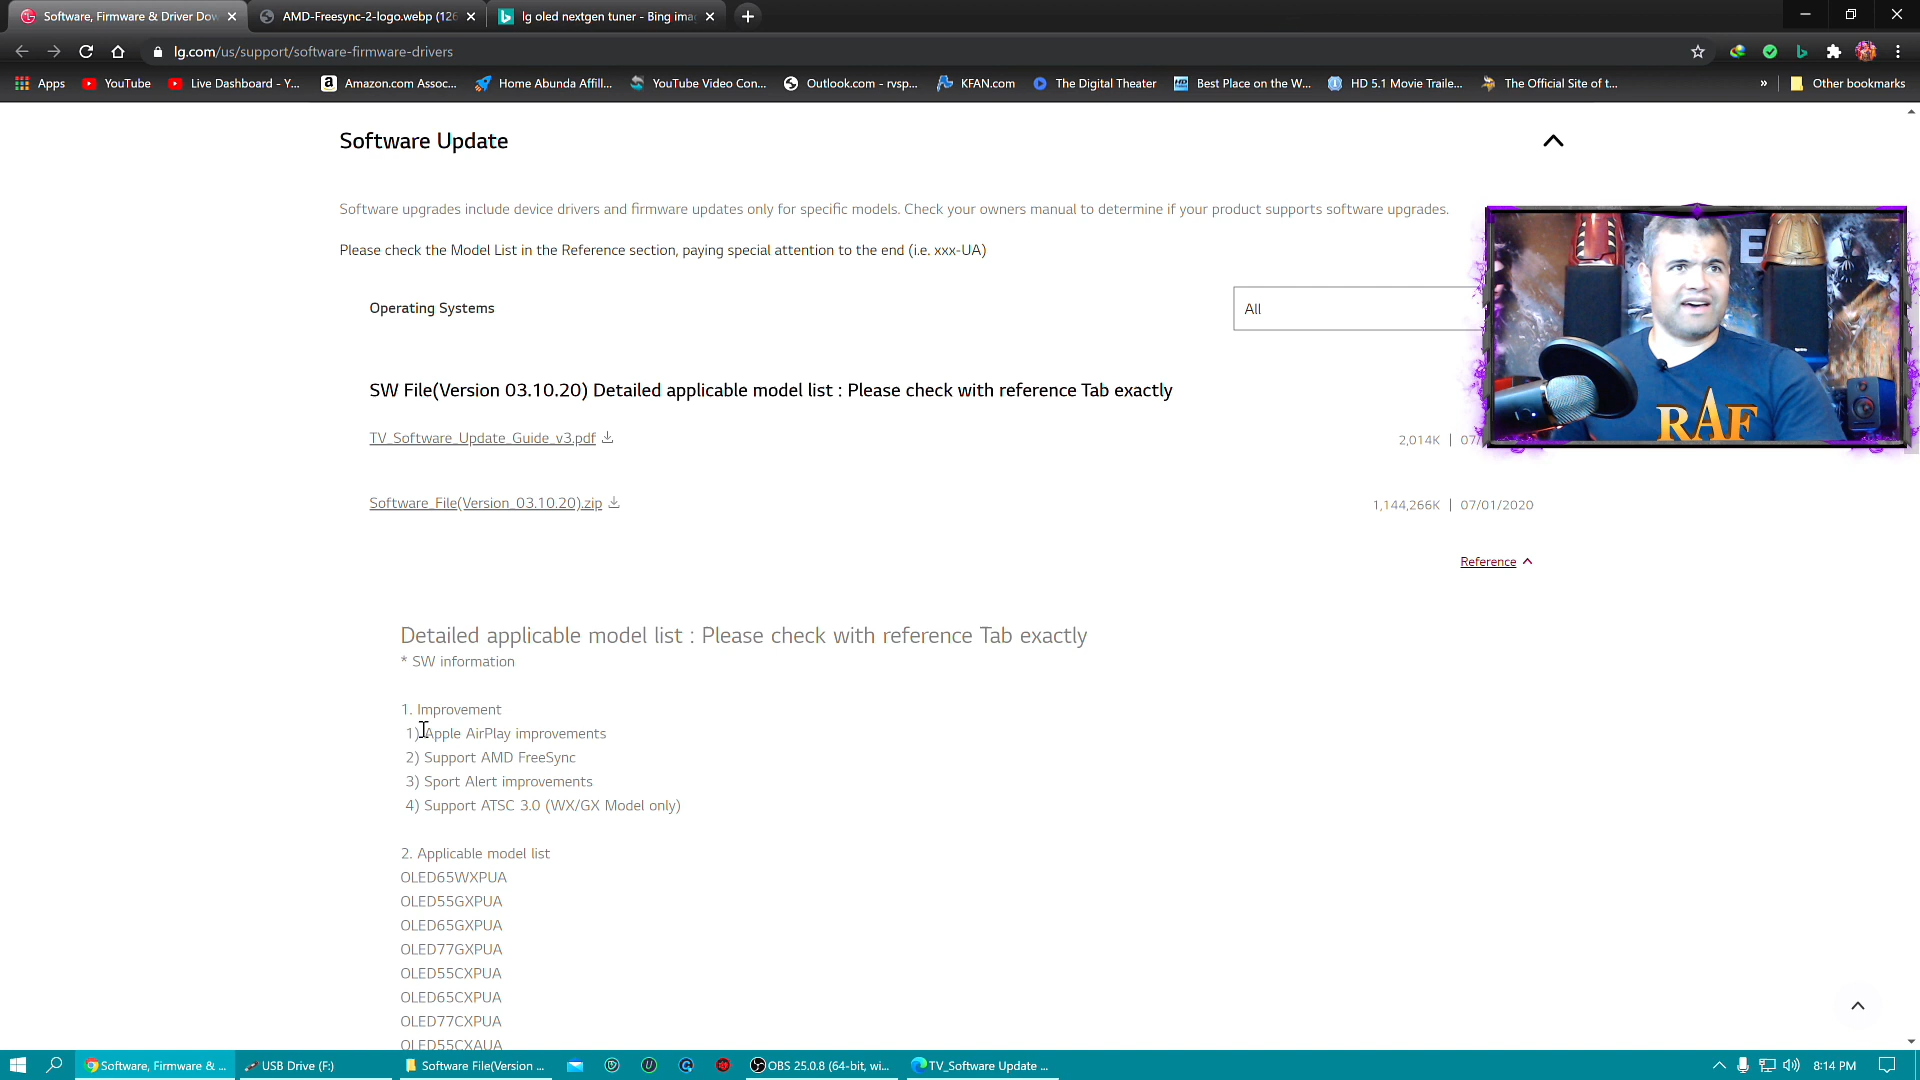 Software, Firmware & Driver Dow
AMD-Freesync-2-logo.webp (126
lg oled nextgen tuner - Bing ima
lg.com/us/support/software-firmware-drivers
Apps
YouTube
Live Dashboard - Y...
Amazon.com Assoc...
Home Abunda Affill...
YouTube Video Con...
Outlook.com - rvsp...
KFAN.com
The Digital Theater
Best Place on the W...
HD 5.1 Movie Traile...
The Official Site of t...
»
Other bookmarks
Software Update
Software upgrades include device drivers and firmware updates only for specific models. Check your owners manual to determine if your product supports software upgrades.
Please check the Model List in the Reference section, paying special attention to the end (i.e. xxx-UA)
Operating Systems
All
SW File(Version 03.10.20) Detailed applicable model list : Please check with reference Tab exactly
TV_Software_Update_Guide_v3.pdf
2,014K | 07/
Software_File(Version_03.10.20).zip
1,144,266K | 07/01/2020
Reference
Detailed applicable model list : Please check with reference Tab exactly
* SW information
1. Improvement
1) Apple AirPlay improvements
2) Support AMD FreeSync
3) Sport Alert improvements
4) Support ATSC 3.0 (WX/GX Model only)
2. Applicable model list
OLED65WXPUA
OLED55GXPUA
OLED65GXPUA
OLED77GXPUA
OLED55CXPUA
OLED65CXPUA
OLED77CXPUA
OLED55CXAUA
E
RAF
Software, Firmware & ...
USB Drive (F:)
Software File(Version ...
OBS 25.0.8 (64-bit, wi...
TV_Software Update ...
8:14 PM